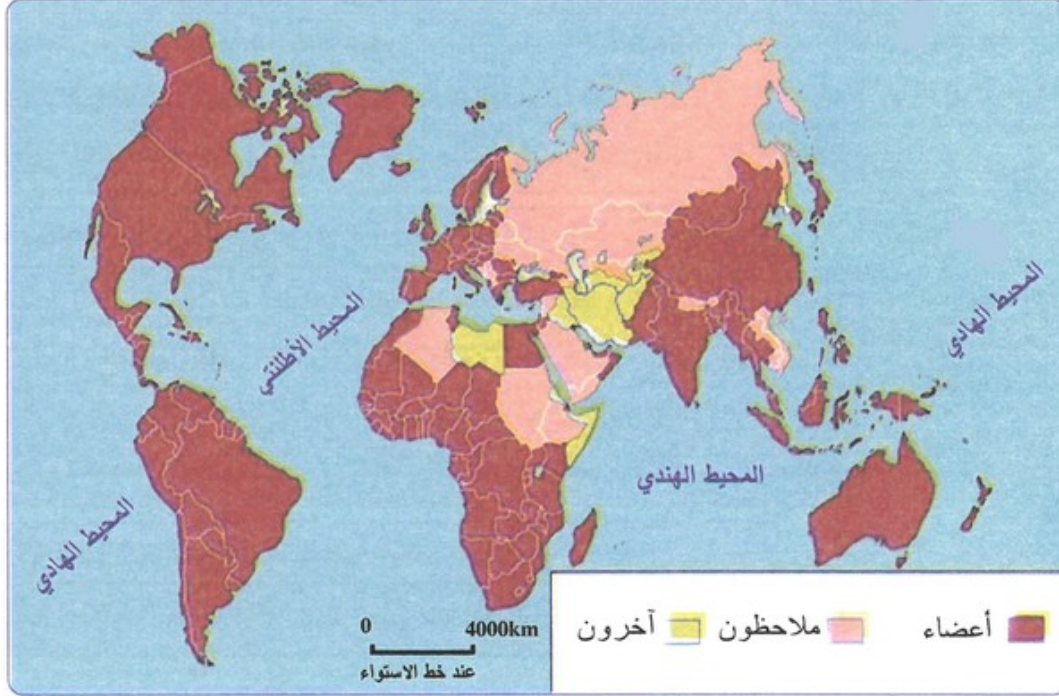 المحيط الهادي
المحيط الأطلنتي
المحيط الهادي
المحيط الهندي
0 4000km
عند خط الاستواء
أعضاء
ملاحظون
آخرون